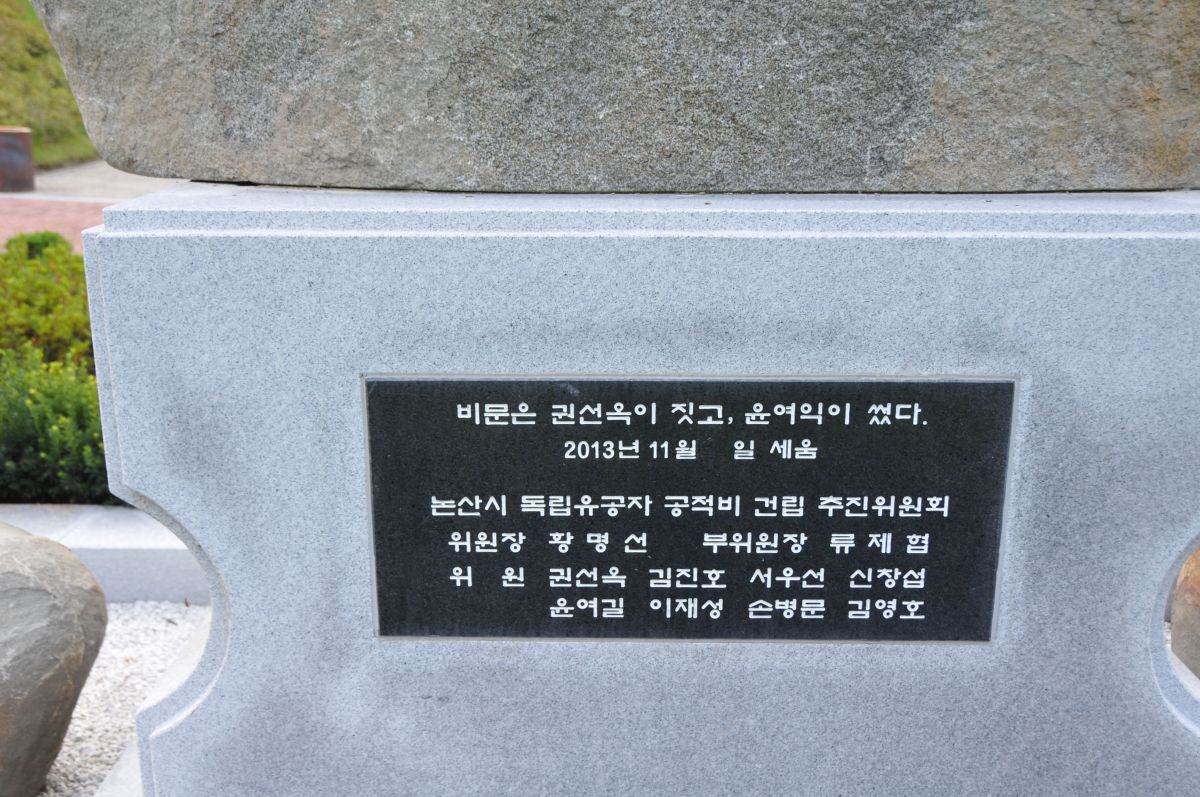 비문은 권선옥이 짓고, 윤여익이 썼다.
2013년 11월 일 세움
논산시 독립유공자 공적비 건립 추진위원회
위원장 황명선 부위원장 류제협
위 원 권선옥 김진호 서우선 신창섭
윤여길 이재성 손병문 김영호